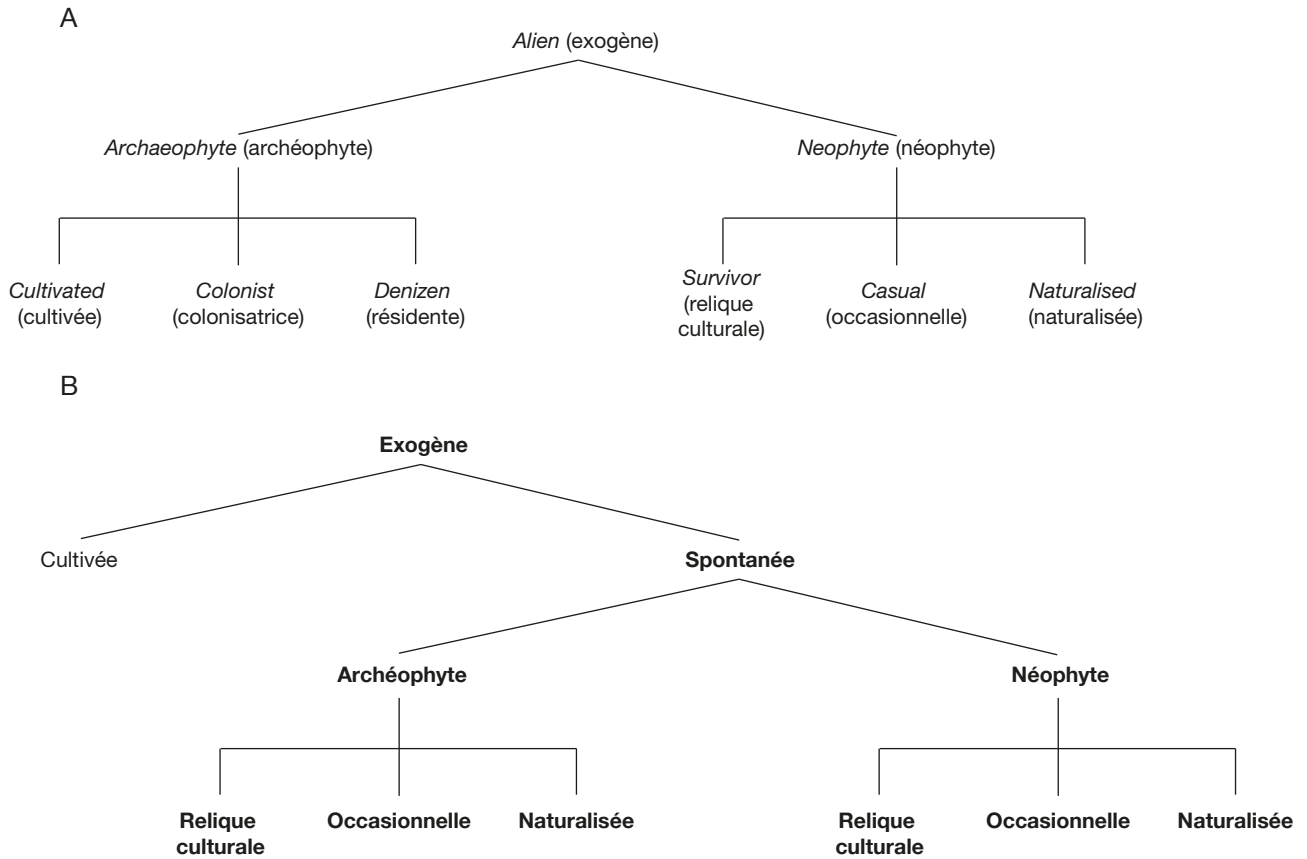 A
Alien (exogène)
Archaeophyte (archéophyte)
Neophyte (néophyte)
Cultivated
(cultivée)
Colonist
(colonisatrice)
Denizen
(résidente)
Survivor
(relique
culturale)
Casual
(occasionnelle)
Naturalised
(naturalisée)
B
Exogène
Cultivée
Spontanée
Archéophyte
Néophyte
Relique
culturale
Occasionnelle
Naturalisée
Relique
culturale
Occasionnelle
Naturalisée